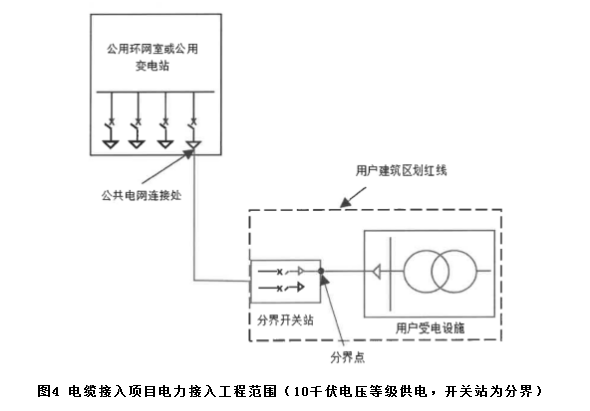 公用环网室或公用
变电站
公共电网连接处
用户建筑区划红线
分界开关站
用户受电设施
分界点
图4 电缆接入项目电力接入工程范围（10千伏电压等级供电，开关站为分界）